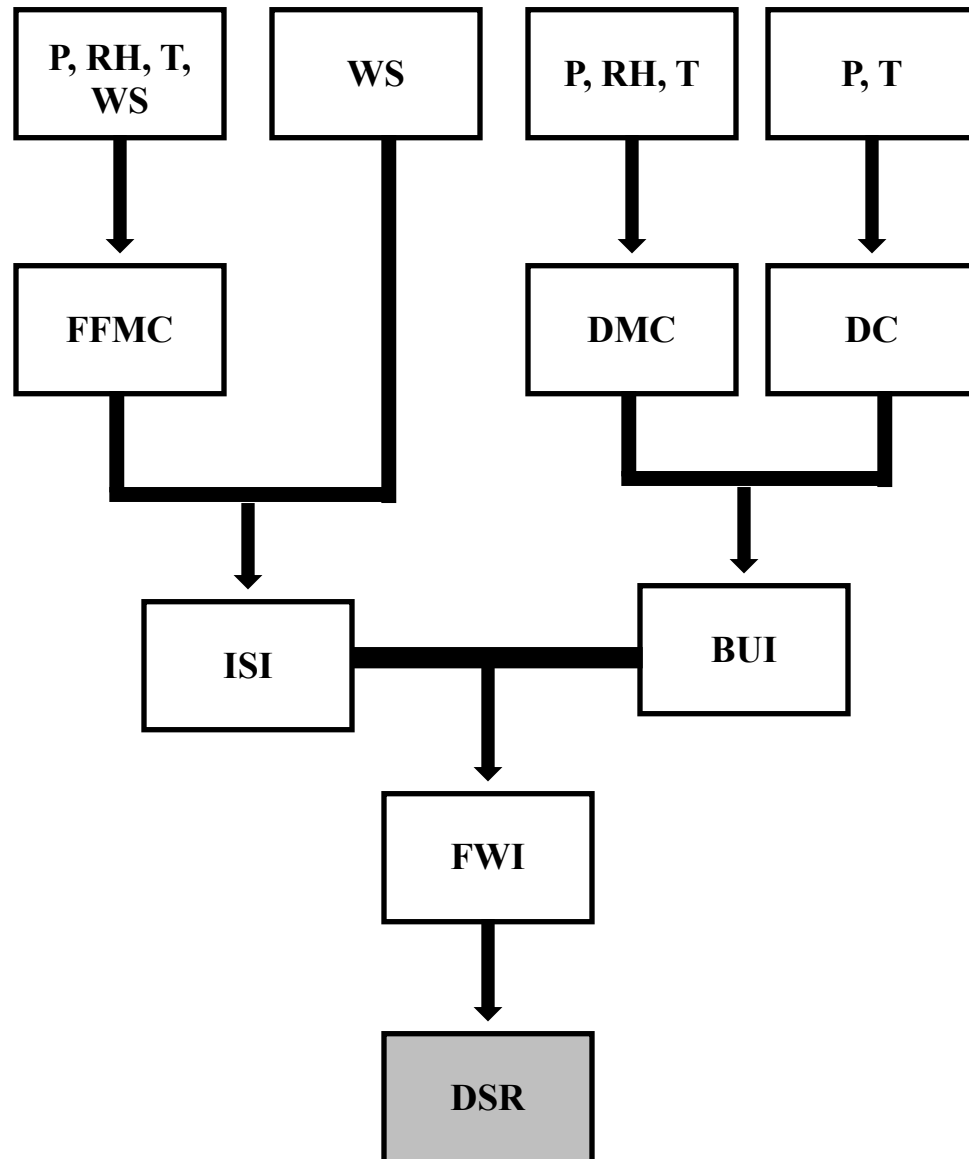 P, RH, T,
WS
WS
P, RH, T
P, T
FFMC
DMC
DC
ISI
BUI
FWI
DSR